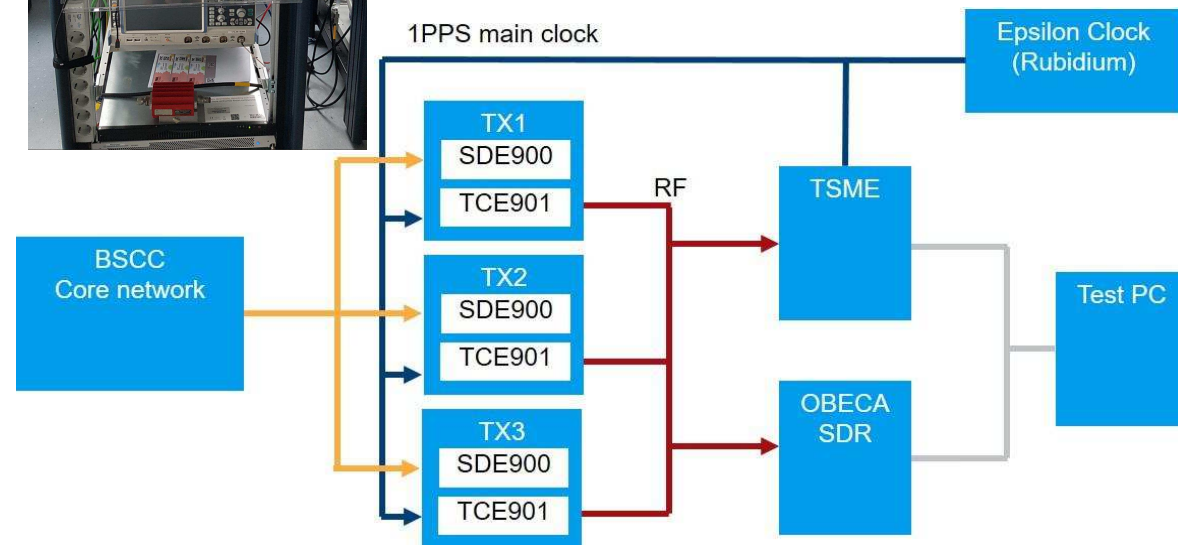 1PPS main clock
Epsilon Clock
(Rubidium)
TX1
SDE900
TCE901
RF
TSME
BSCC
Core network
TX2
SDE900
TCE901
Test PC
OBECA
SDR
TX3
SDE900
TCE901